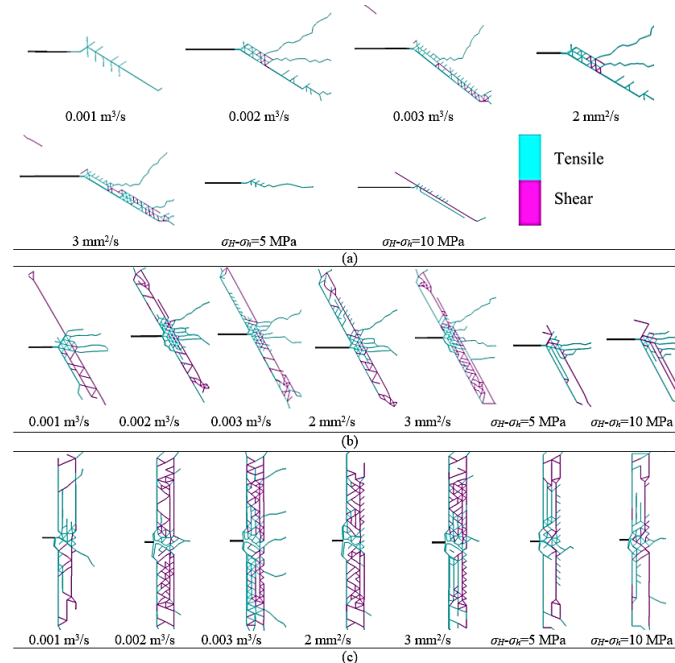 0.001 m³/s 0.002 m³/s 0.003 m³/s 2 mm²/s
Tensile
Shear
3 mm²/s σH-σh=5 MPa σH-σh=10 MPa
(a)
0.001 m³/s 0.002 m³/s 0.003 m³/s 2 mm²/s 3 mm²/s σH-σh=5 MPa σH-σh=10 MPa
(b)
0.001 m³/s 0.002 m³/s 0.003 m³/s 2 mm²/s 3 mm²/s σH-σh=5 MPa σH-σh=10 MPa
(c)